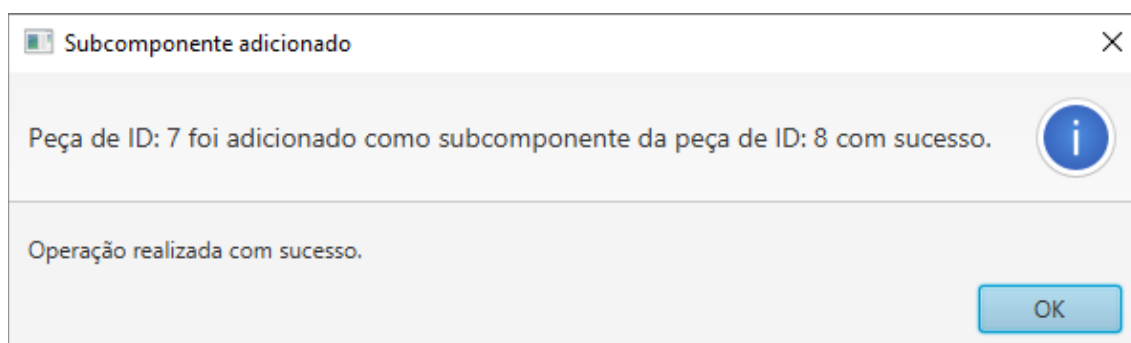 Subcomponente adicionado
Peça de ID: 7 foi adicionado como subcomponente da peça de ID: 8 com sucesso.
Operação realizada com sucesso.
OK